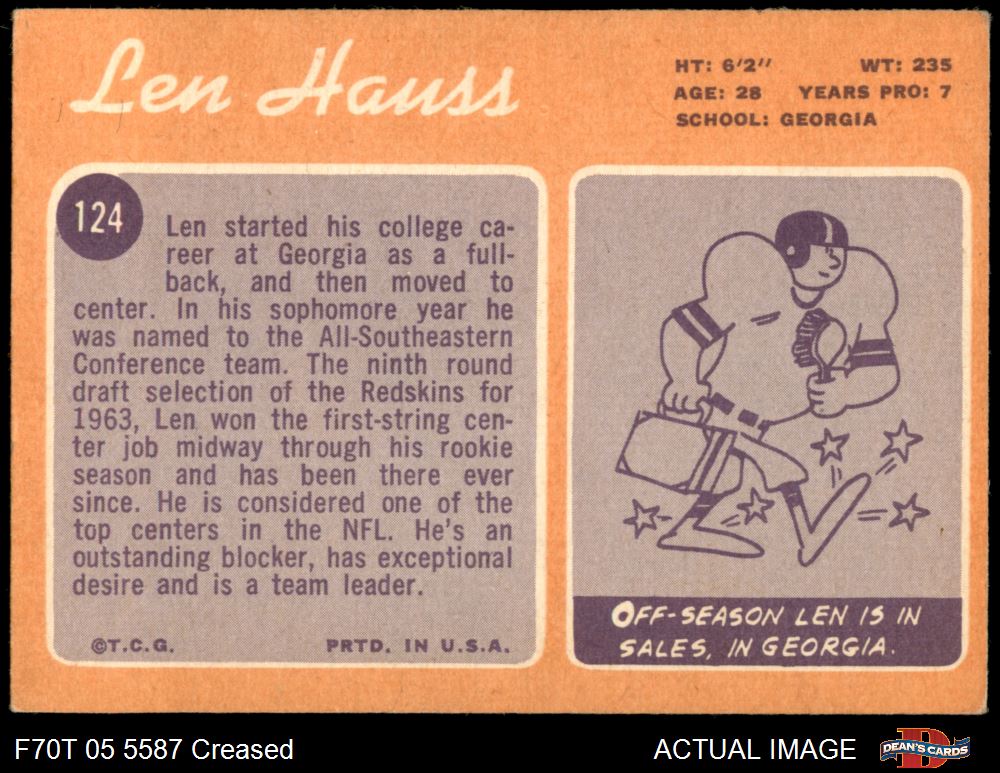 Len Hauss
HT: 6'2" WT: 235
AGE: 28 YEARS PRO: 7
SCHOOL: GEORGIA
124
Len started his college ca-
reer at Georgia as a full-
back, and then moved to
center. In his sophomore year he
was named to the All-Southeastern
Conference team. The ninth round
draft selection of the Redskins for
1963, Len won the first-string cen-
ter job midway through his rookie
season and has been there ever
since. He is considered one of the
top centers in the NFL. He's an
outstanding blocker, has exceptional
desire and is a team leader.
©T.C.G. PRTD. IN U.S.A.
OFF-SEASON LEN IS IN
SALES, IN GEORGIA.
F70T 05 5587 Creased
ACTUAL IMAGE
DEAN'S CARDS